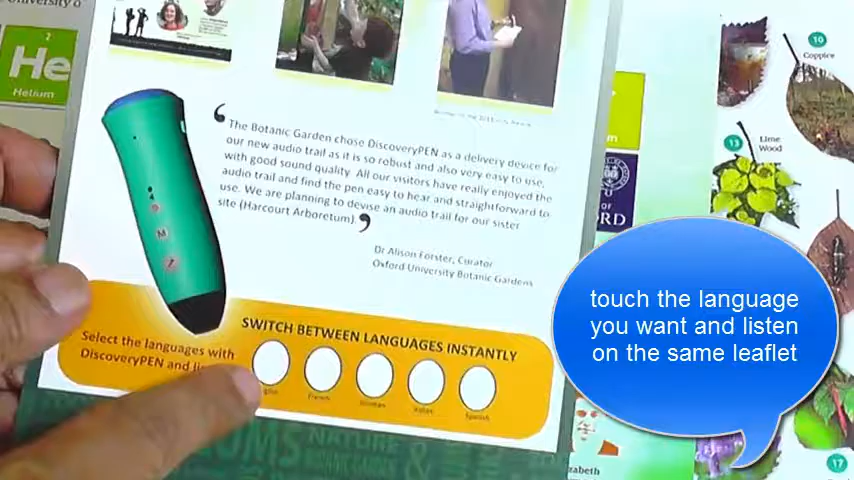 2
He
Helium
10
Coppice
13
Lime
Wood
‘The Botanic Garden chose DiscoveryPEN as a delivery device for
our new audio trail as it is so robust and also very easy to use,
with good sound quality. All our visitors have really enjoyed the
audio trail and find the pen easy to hear and straightforward to
use. We are planning to devise an audio trail for our sister
site (Harcourt Arboretum).’
Dr Alison Forster, Curator
Oxford University Botanic Gardens
SWITCH BETWEEN LANGUAGES INSTANTLY
Select the languages with
DiscoveryPEN and
French
German
Italian
Spanish
NATURE
&
touch the language
you want and listen
on the same leaflet
17